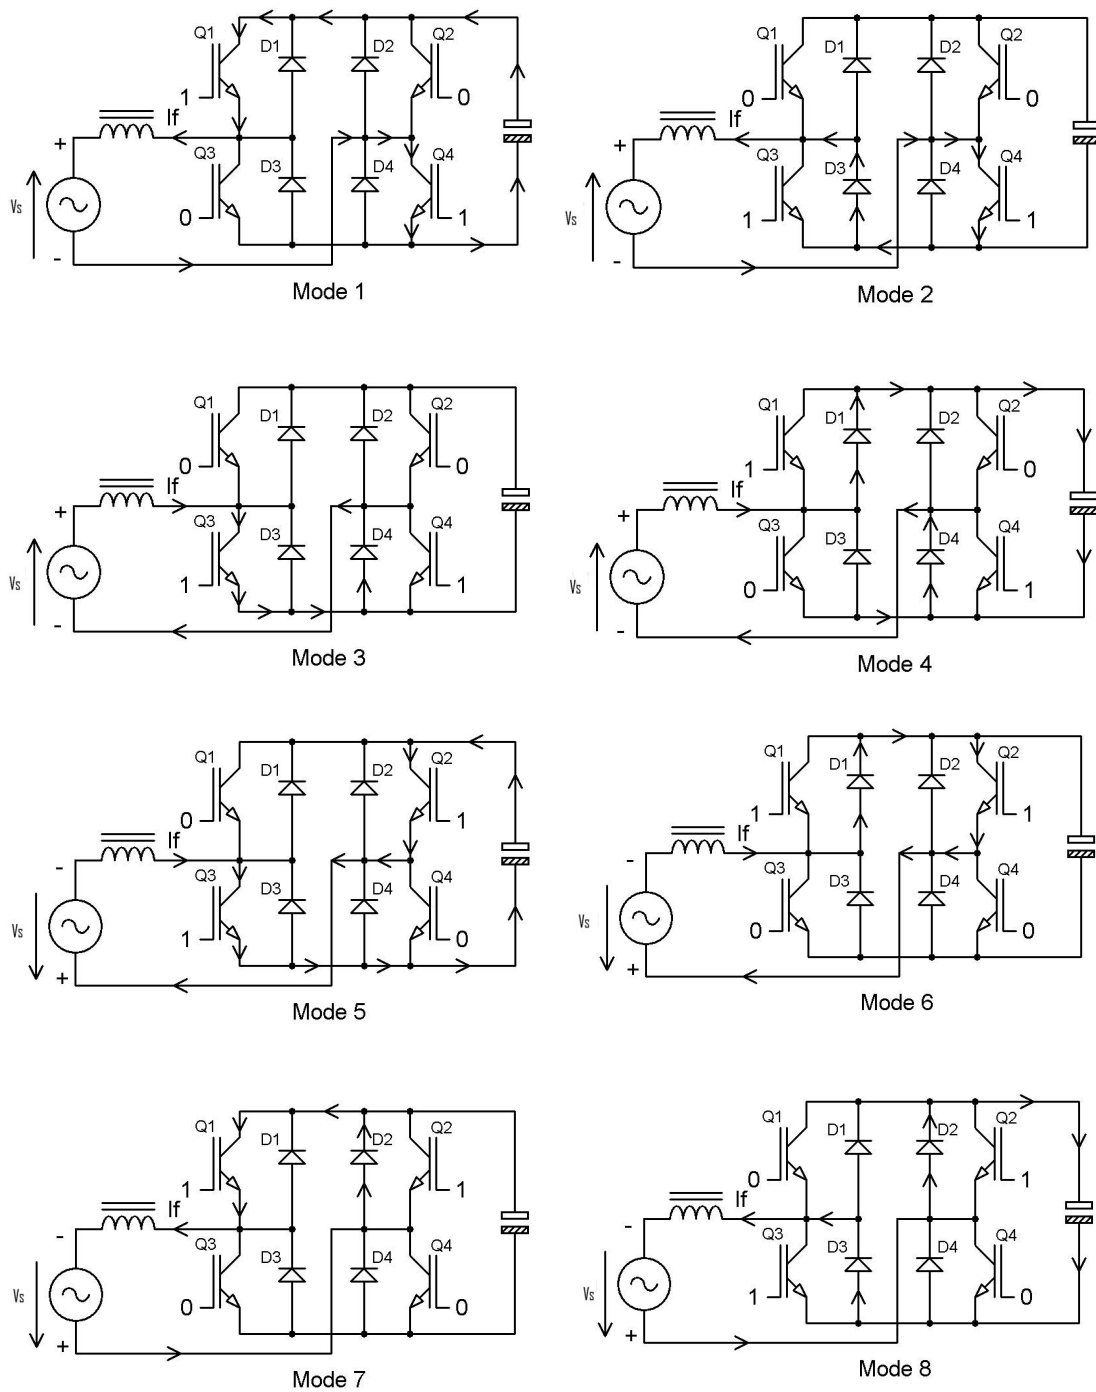 Q1 D1 D2 Q2
1 0
+ If
Q3 D3 D4 Q4
Vs
0 1
-
Mode 1
Q1 D1 D2 Q2
0 0
+ If
Q3 D3 D4 Q4
Vs
1 1
-
Mode 2
Q1 D1 D2 Q2
0 0
+ If
Q3 D3 D4 Q4
Vs
1 1
-
Mode 3
Q1 D1 D2 Q2
1 0
+ If
Q3 D3 D4 Q4
Vs
0 1
-
Mode 4
Q1 D1 D2 Q2
0 1
- If
Q3 D3 D4 Q4
Vs
1 0
+
Mode 5
Q1 D1 D2 Q2
1 1
- If
Q3 D3 D4 Q4
Vs
0 0
+
Mode 6
Q1 D1 D2 Q2
1 1
- If
Q3 D3 D4 Q4
Vs
0 0
+
Mode 7
Q1 D1 D2 Q2
0 1
- If
Q3 D3 D4 Q4
Vs
1 0
+
Mode 8